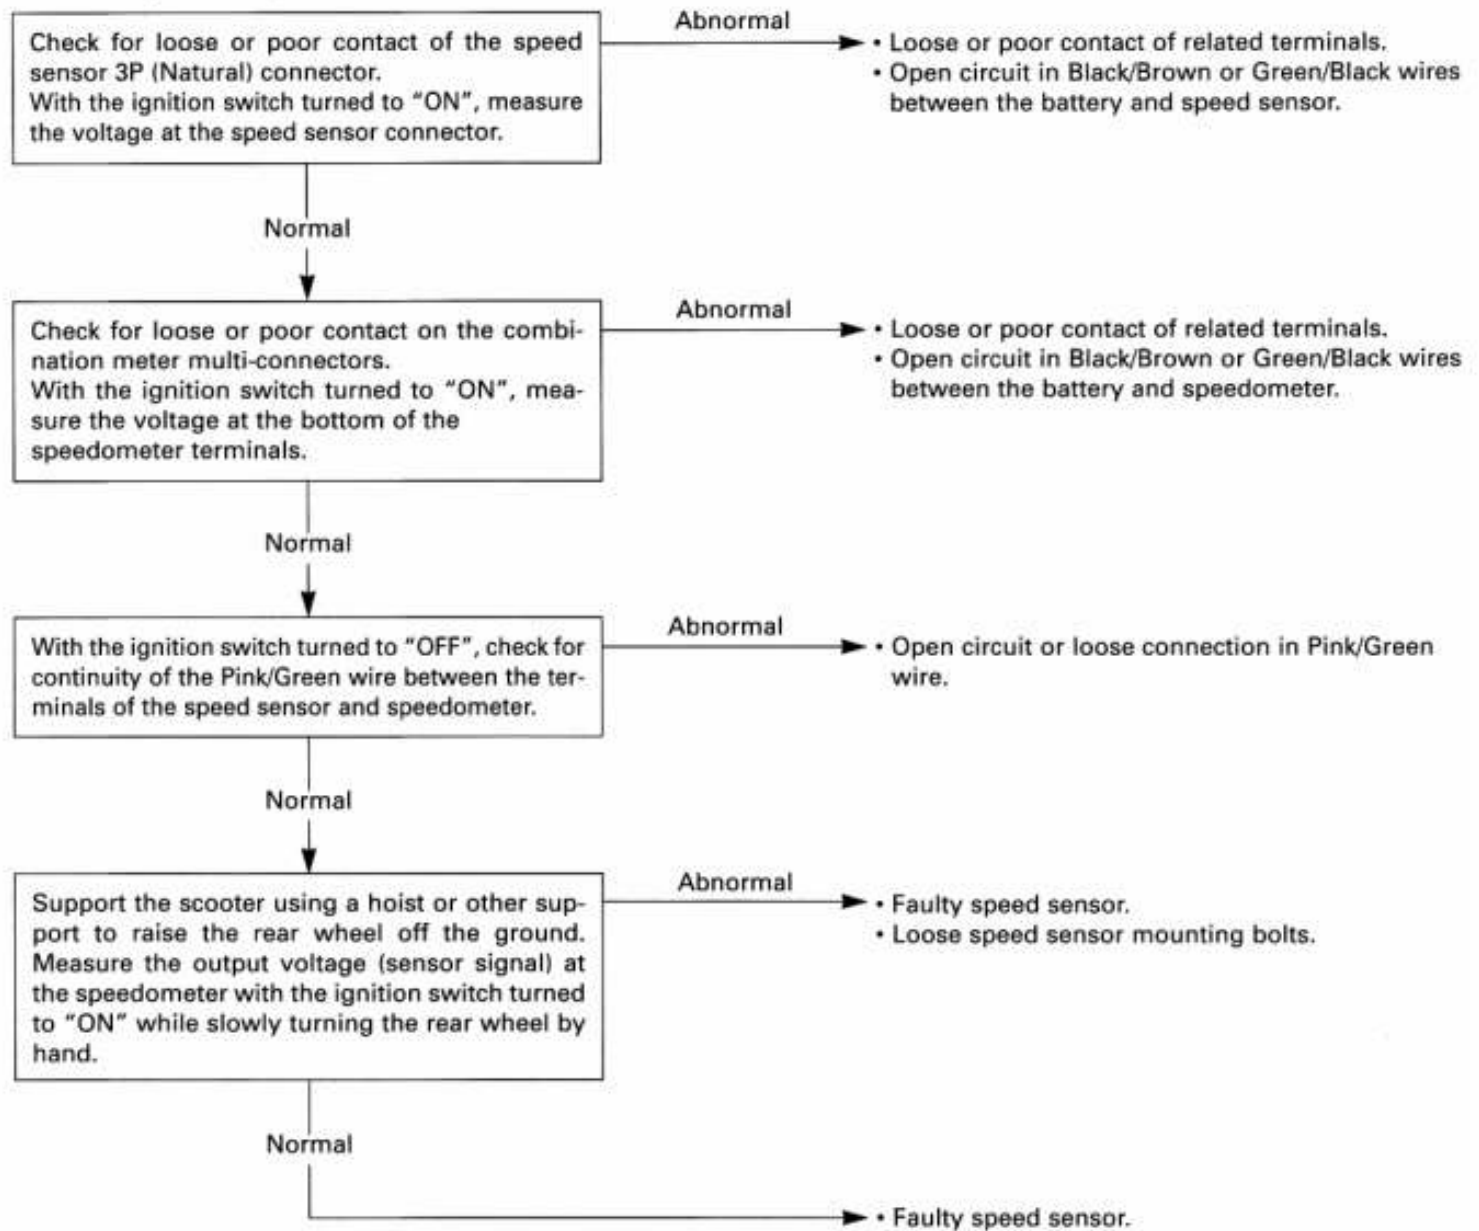 Check for loose or poor contact of the speed
sensor 3P (Natural) connector.
With the ignition switch turned to “ON”, measure
the voltage at the speed sensor connector.
Abnormal
• Loose or poor contact of related terminals.
• Open circuit in Black/Brown or Green/Black wires
between the battery and speed sensor.
Normal
Check for loose or poor contact on the combi-
nation meter multi-connectors.
With the ignition switch turned to “ON”, mea-
sure the voltage at the bottom of the
speedometer terminals.
Abnormal
• Loose or poor contact of related terminals.
• Open circuit in Black/Brown or Green/Black wires
between the battery and speedometer.
Normal
With the ignition switch turned to “OFF”, check for
continuity of the Pink/Green wire between the ter-
minals of the speed sensor and speedometer.
Abnormal
• Open circuit or loose connection in Pink/Green
wire.
Normal
Support the scooter using a hoist or other sup-
port to raise the rear wheel off the ground.
Measure the output voltage (sensor signal) at
the speedometer with the ignition switch turned
to “ON” while slowly turning the rear wheel by
hand.
Abnormal
• Faulty speed sensor.
• Loose speed sensor mounting bolts.
Normal
• Faulty speed sensor.